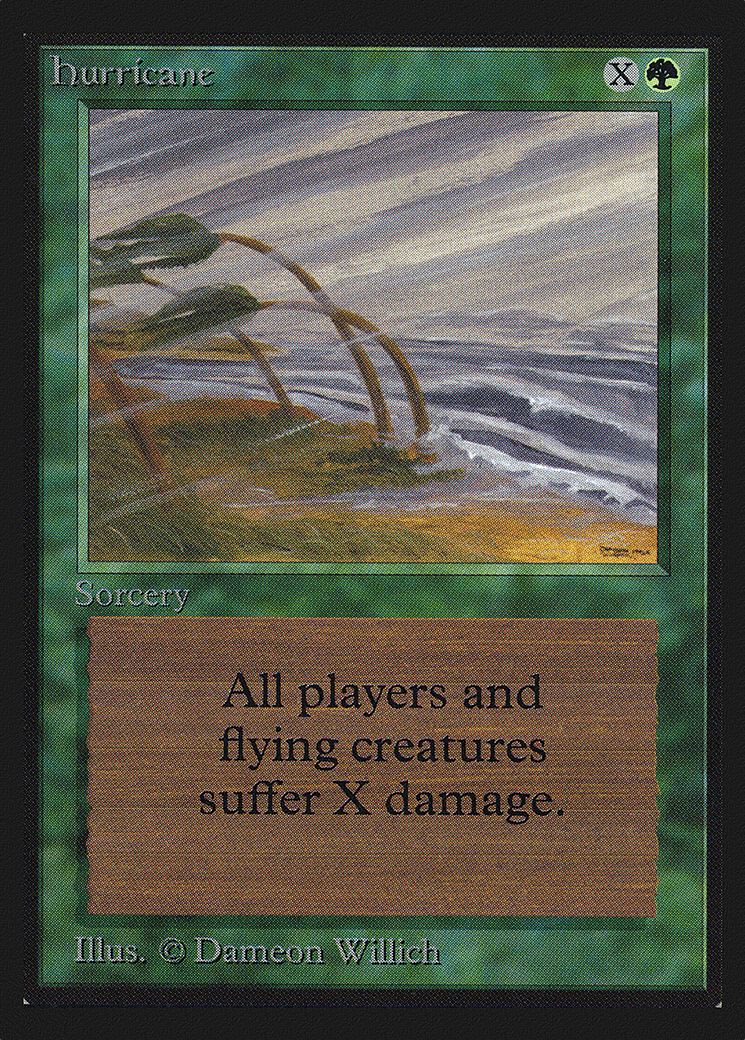 hurricane X
Sorcery
All players and
flying creatures
suffer X damage.
Illus. © Dameon Willich